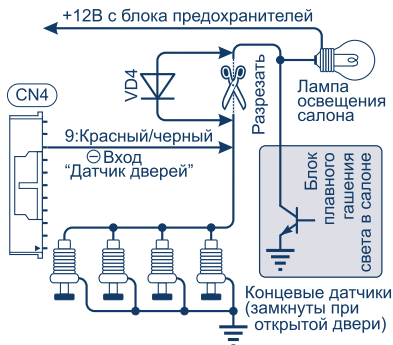 +12В с блока предохранителей
CN4
VD4
Разрезать
Лампа
освещения
салона
9:Красный/черный
⊖ Вход
“Датчик дверей”
Блок
плавного
гашения
света в салоне
Концевые датчики
(замкнуты при
открытой двери)